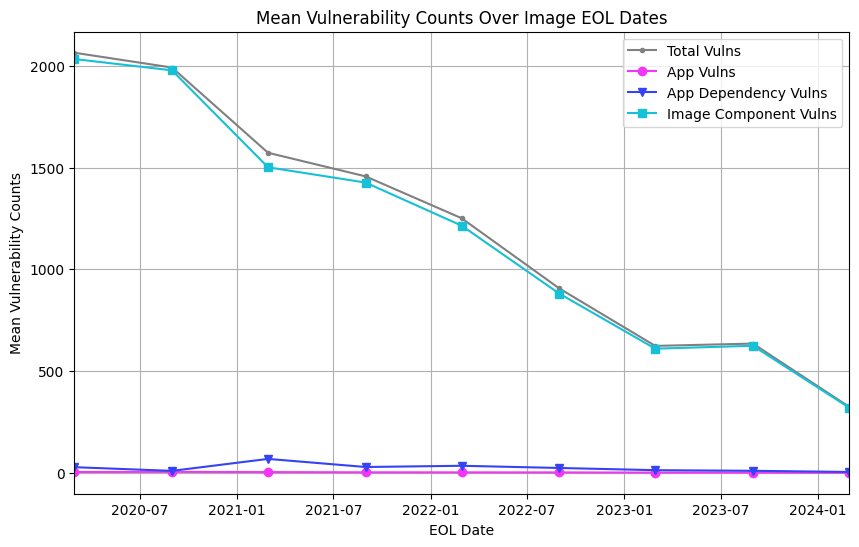 Mean Vulnerability Counts Over Image EOL Dates
Total Vulns
App Vulns
App Dependency Vulns
Image Component Vulns
Mean Vulnerability Counts
2000
1500
1000
500
0
2020-07 2021-01 2021-07 2022-01 2022-07 2023-01 2023-07 2024-01
EOL Date